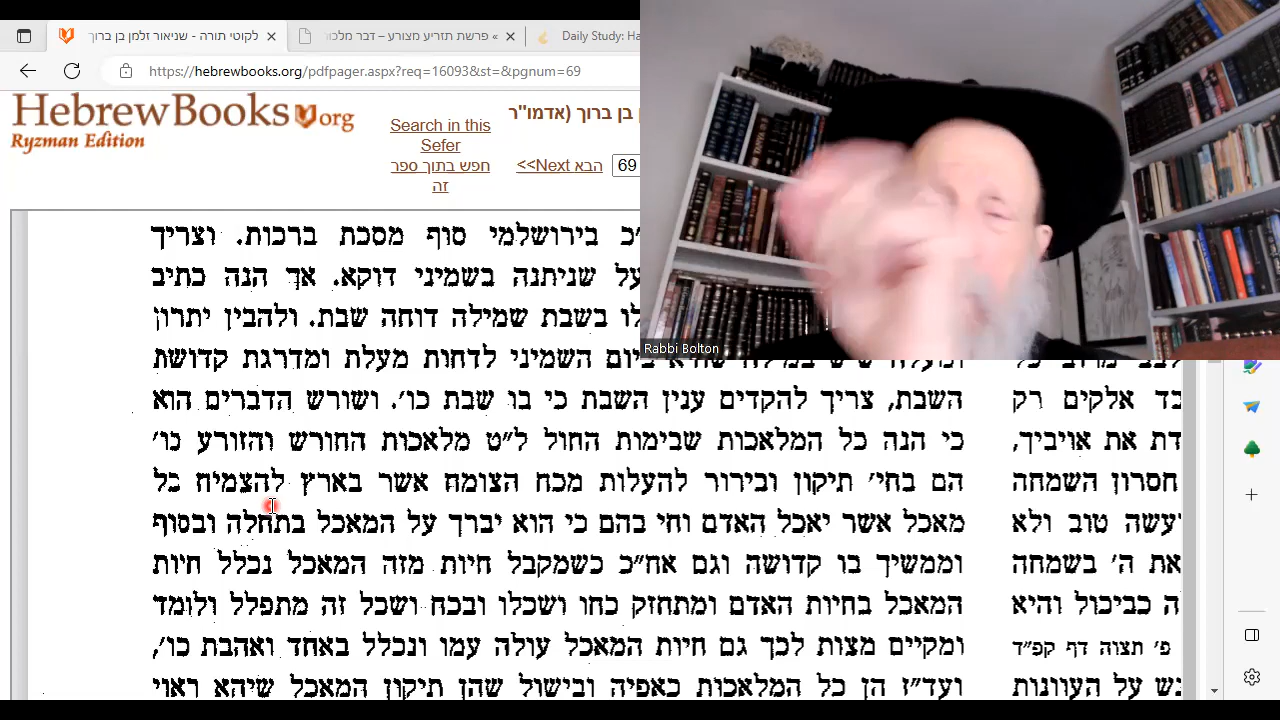 לקוטי תורה - שניאור זלמן בן ברוך
» פרשת תזריע מצורע – דבר מלכו
Daily Study: Ha
https://hebrewbooks.org/pdfpager.aspx?req=16093&st=&pgnum=69
HebrewBooks.org
Ryzman Edition
בן ברוך (אדמו"ר
Search in this
Sefer
חפש בתוך ספר
זה
<<Next הבא
69
Rabbi Bolton
בירושלמי סוף מסכת ברכות. וצריך
על שניתנה בשמיני דוקא. אך הנה כתיב
בשבת שמילה דוחה שבת. ולהבין יתרון
השמיני לדחות מעלת ומדרגת קדושת
השבת, צריך להקדים ענין השבת כי בו שבת כו׳. ושורש הדברים הוא
כי הנה כל המלאכות שבימות החול ל״ט מלאכות החורש והזורע כו׳
הם בחי׳ תיקון ובירור להעלות מכח הצומח אשר בארץ להצמיח כל
מאכל אשר יאכל האדם וחי בהם כי הוא יברך על המאכל בתחלה ובסוף
וממשיך בו קדושה וגם אח״כ כשמקבל חיות מזה המאכל נכלל חיות
המאכל בחיות האדם ומתחזק כחו ושכלו ובכח ושכל זה מתפלל ולומד
ומקיים מצות לכך גם חיות המאכל עולה עמו ונכלל באחד ואהבת כו׳,
ועד״ז הן כל המלאכות כאפיה ובישול שהן תיקון המאכל שיהא ראוי
אלקים רק
דת את אויביך,
חסרון השמחה
יעשה טוב ולא
את ה׳ בשמחה
ה כביכול והיא
פ׳ תצוה דף קפ״ד
על העוונות